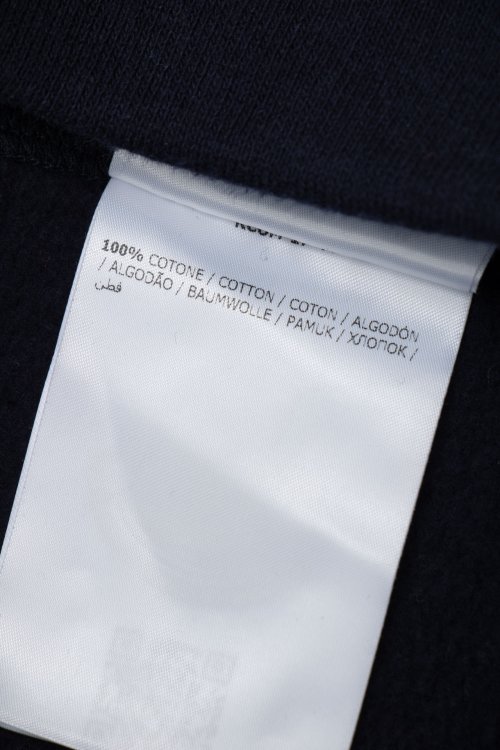 100% COTONE / COTTON / COTON / ALGODÓN
/ ALGODÃO / BAUMWOLLE / PAMUK / ХЛОПОК /
قطن